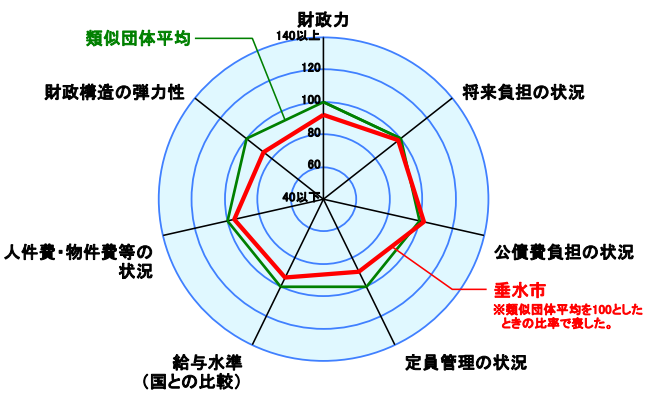 財政力
140以上
類似団体平均
120
財政構造の弾力性
将来負担の状況
100
80
60
40以下
人件費・物件費等の
状況
公債費負担の状況
垂水市
※類似団体平均を100とした
ときの比率で表した。
給与水準
（国との比較）
定員管理の状況